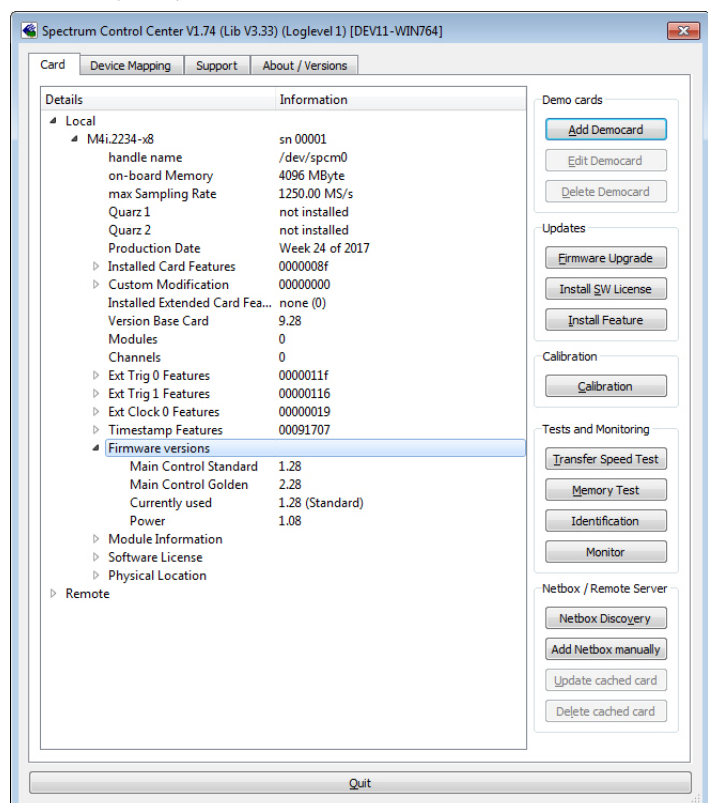 Spectrum Control Center V1.74 (Lib V3.33) (Loglevel 1) [DEV11-WIN764]
Card Device Mapping Support About / Versions
Details Information
Local
M4i.2234-x8 sn 00001
handle name /dev/spcm0
on-board Memory 4096 MByte
max Sampling Rate 1250.00 MS/s
Quarz 1 not installed
Quarz 2 not installed
Production Date Week 24 of 2017
Installed Card Features 0000008f
Custom Modification 00000000
Installed Extended Card Fea... none (0)
Version Base Card 9.28
Modules 0
Channels 0
Ext Trig 0 Features 0000011f
Ext Trig 1 Features 00000116
Ext Clock 0 Features 00000019
Timestamp Features 00091707
Firmware versions
Main Control Standard 1.28
Main Control Golden 2.28
Currently used 1.28 (Standard)
Power 1.08
Module Information
Software License
Physical Location
Remote
Demo cards
Add Democard
Edit Democard
Delete Democard
Updates
Firmware Upgrade
Install SW License
Install Feature
Calibration
Calibration
Tests and Monitoring
Transfer Speed Test
Memory Test
Identification
Monitor
Netbox / Remote Server
Netbox Discovery
Add Netbox manually
Update cached card
Delete cached card
Quit